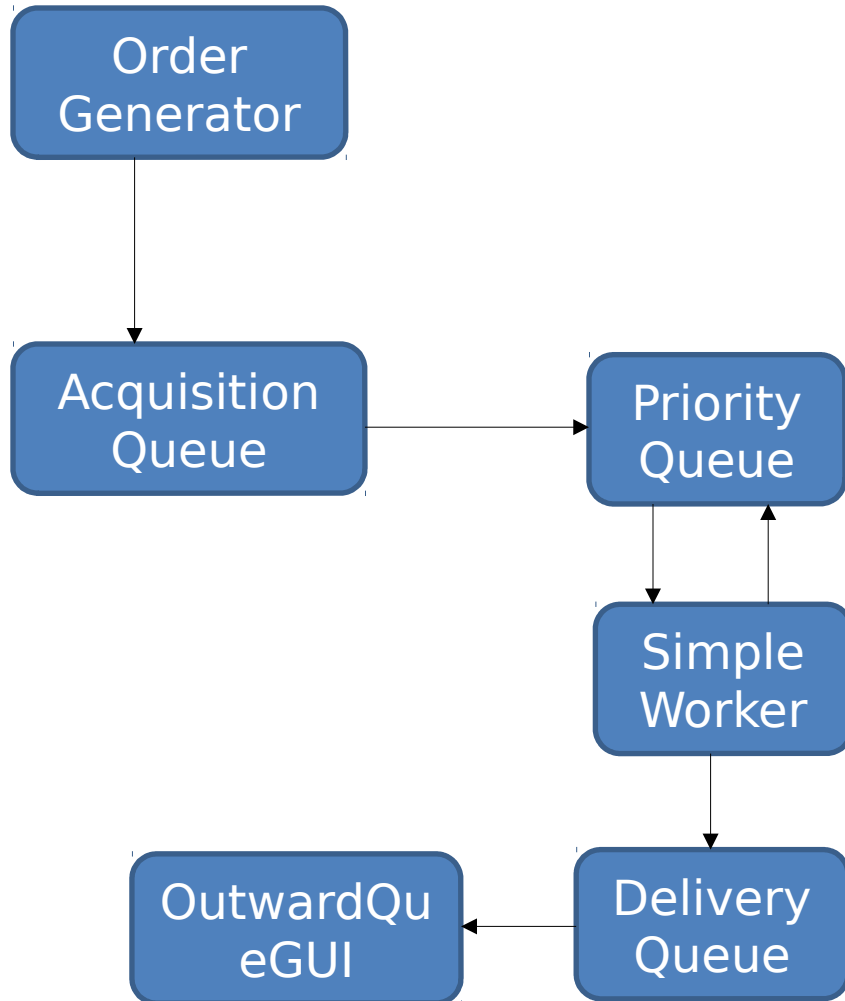 Order
Generator
Acquisition
Queue
Priority
Queue
Simple
Worker
OutwardQu
eGUI
Delivery
Queue